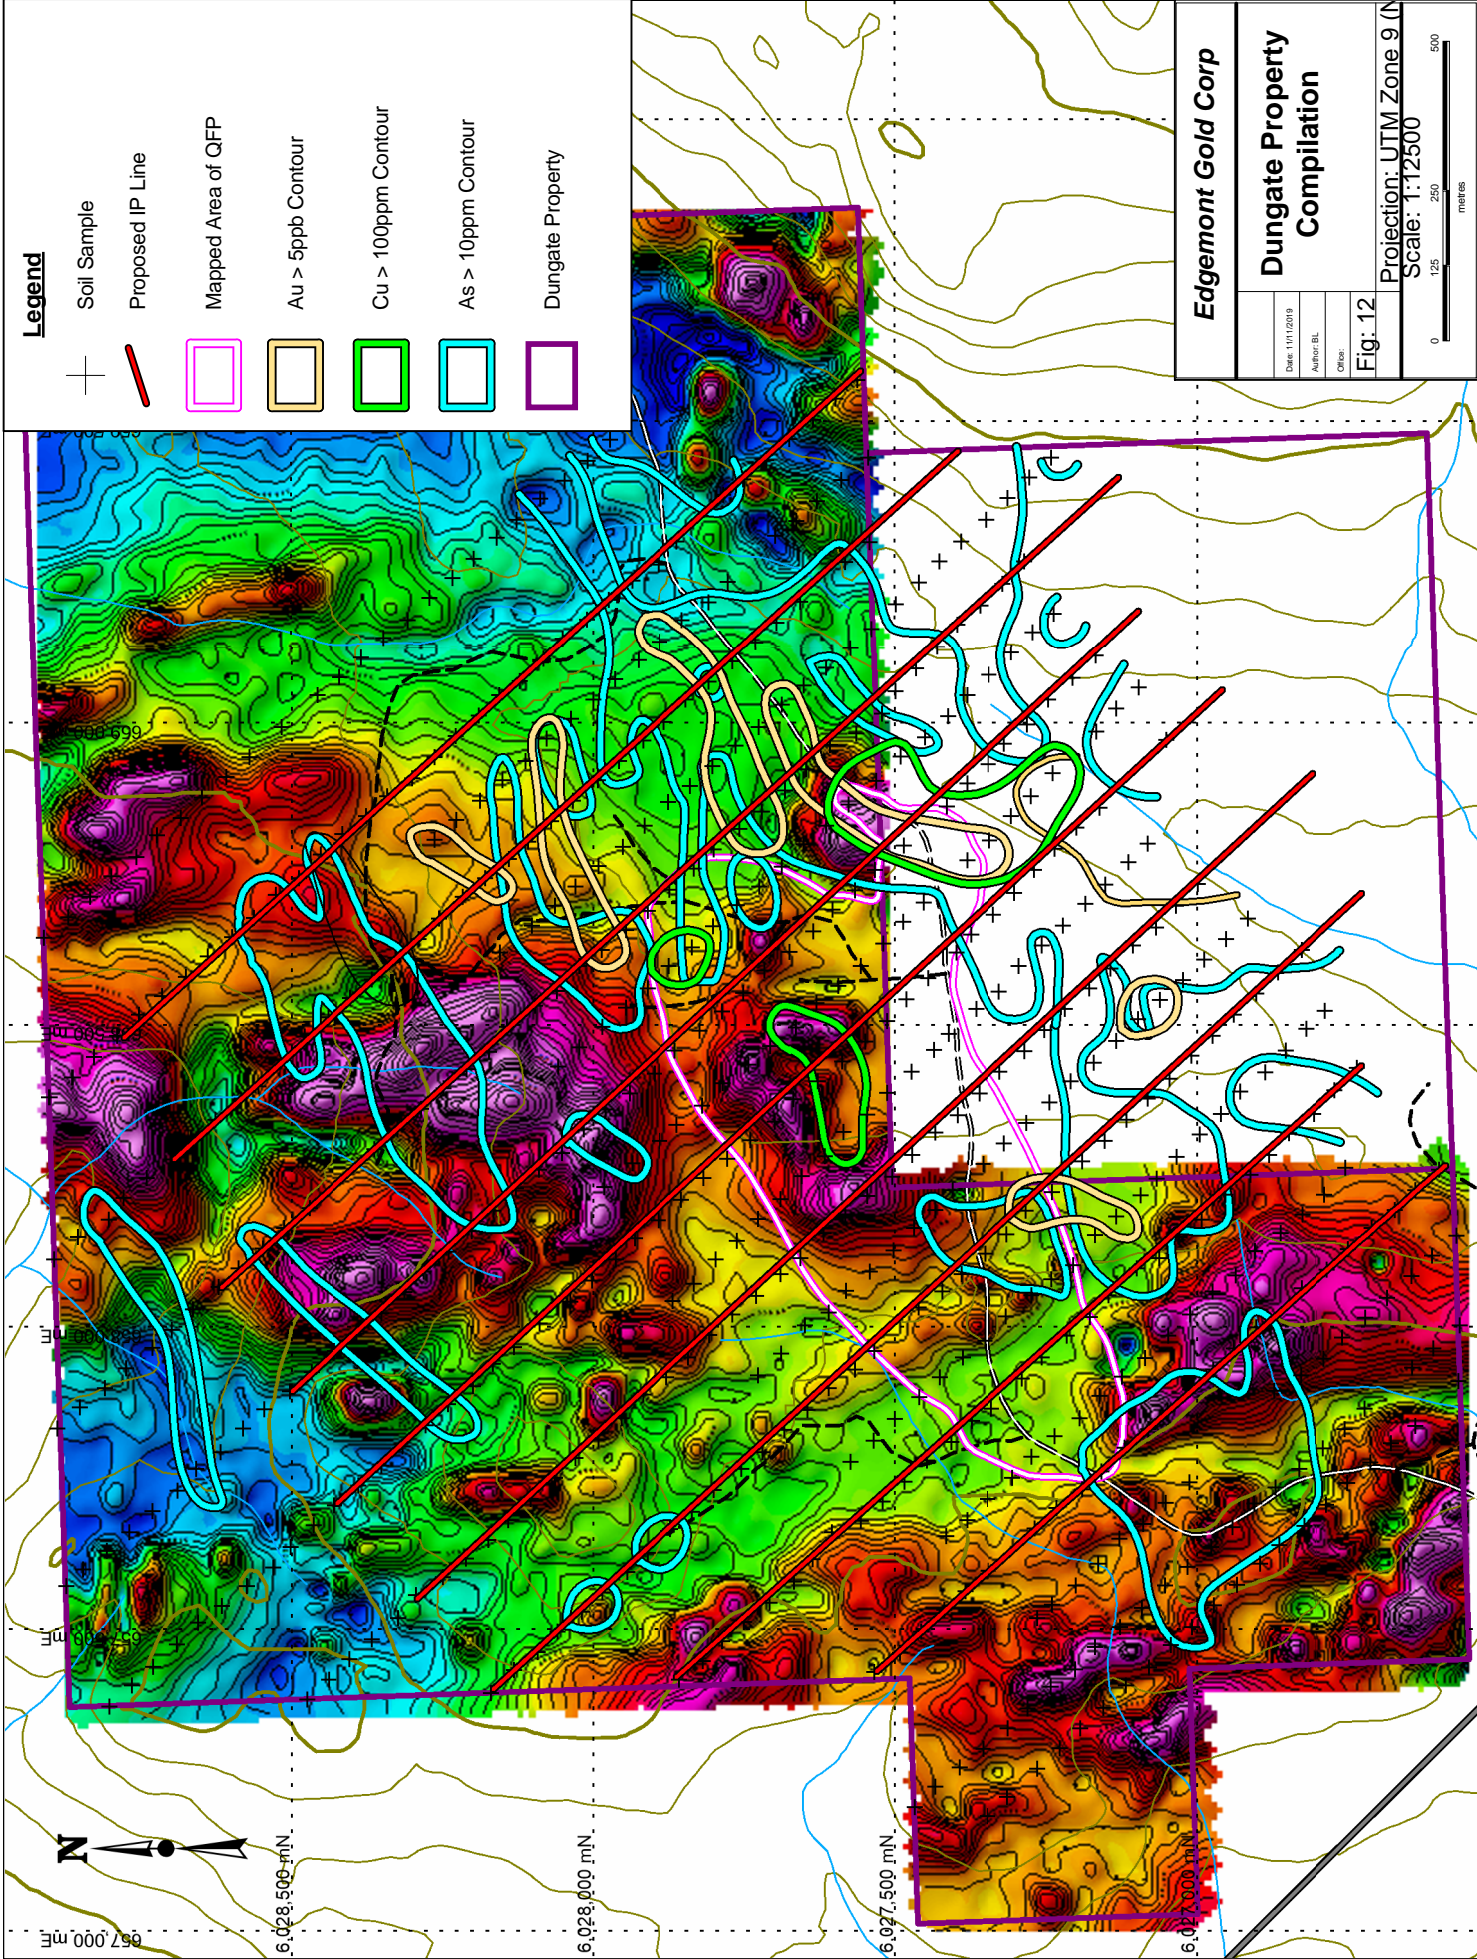 Legend
Soil Sample
Proposed IP Line
Mapped Area of QFP
Au > 5ppb Contour
Cu > 100ppm Contour
As > 10ppm Contour
Dungate Property
Edgemont Gold Corp
Dungate Property
Compilation
Date: 11/11/2019
Author: BL
Office:
Fig: 12
Projection: UTM Zone 9 (N
Scale: 1:12500
0 125 250 500
metres
N
657,000 mE
658,000 mE
6,028,500 mN
6,028,000 mN
6,027,500 mN
6,027,000 mN